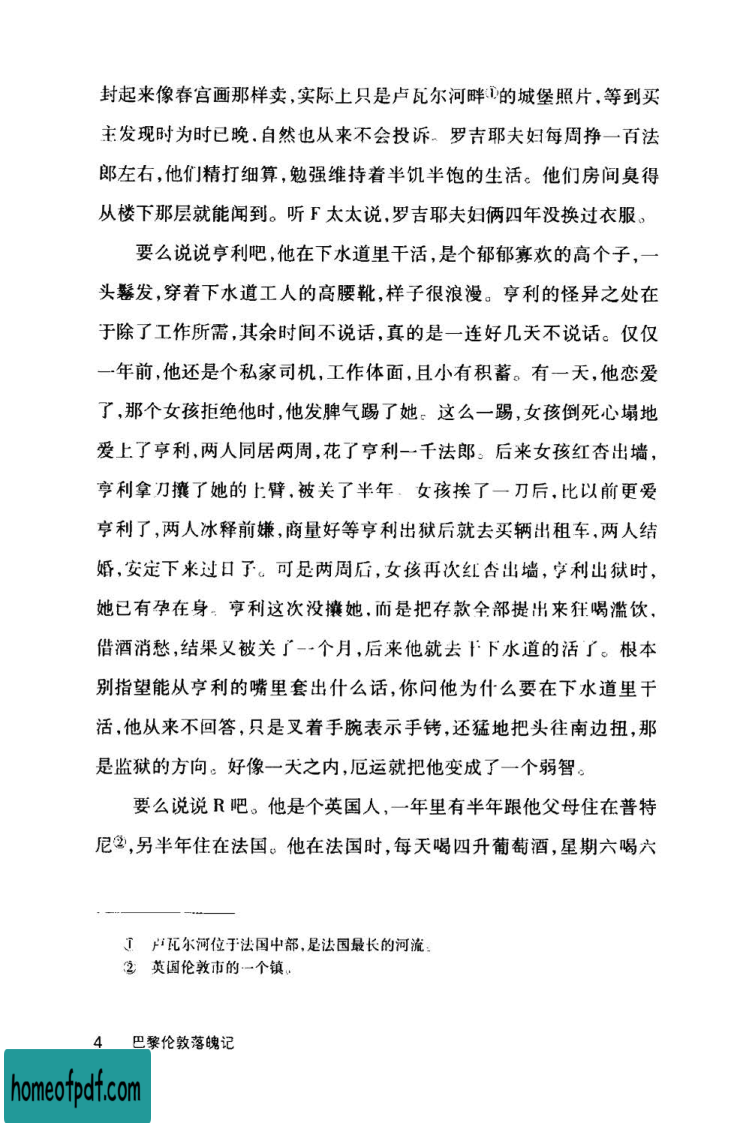 封起来像春宫画那样卖,实际上只是卢瓦尔河畔①的城堡照片,等到买
主发现时为时已晚,自然也从来不会投诉。罗吉耶夫妇每周挣一百法
郎左右,他们精打细算,勉强维持着半饥半饱的生活。他们房间臭得
从楼下那层就能闻到。听 F 太太说,罗吉耶夫妇俩四年没换过衣服。
要么说说亨利吧,他在下水道里干活,是个郁郁寡欢的高个子,一
头鬈发,穿着下水道工人的高腰靴,样子很浪漫。亨利的怪异之处在
于除了工作所需,其余时间不说话,真的是一连好几天不说话。仅仅
一年前,他还是个私家司机,工作体面,且小有积蓄。有一天,他恋爱
了,那个女孩拒绝他时,他发脾气踢了她。这么一踢,女孩倒死心塌地
爱上了亨利,两人同居两周,花了亨利一千法郎。后来女孩红杏出墙,
亨利拿刀攮了她的上臂,被关了半年。女孩挨了一刀后,比以前更爱
亨利了,两人冰释前嫌,商量好等亨利出狱后就去买辆出租车,两人结
婚,安定下来过日子。可是两周后,女孩再次红杏出墙,亨利出狱时,
她已有孕在身。亨利这次没攮她,而是把存款全部提出来狂喝滥饮,
借酒消愁,结果又被关了一个月,后来他就去干下水道的活了。根本
别指望能从亨利的嘴里套出什么话,你问他为什么要在下水道里干
活,他从来不回答,只是叉着手腕表示手铐,还猛地把头往南边扭,那
是监狱的方向。好像一天之内,厄运就把他变成了一个弱智。
要么说说 R 吧。他是个英国人,一年里有半年跟他父母住在普特
尼②,另半年住在法国。他在法国时,每天喝四升葡萄酒,星期六喝六
① 卢瓦尔河位于法国中部,是法国最长的河流。
② 英国伦敦市的一个镇。
4 巴黎伦敦落魄记
homeofpdf.com